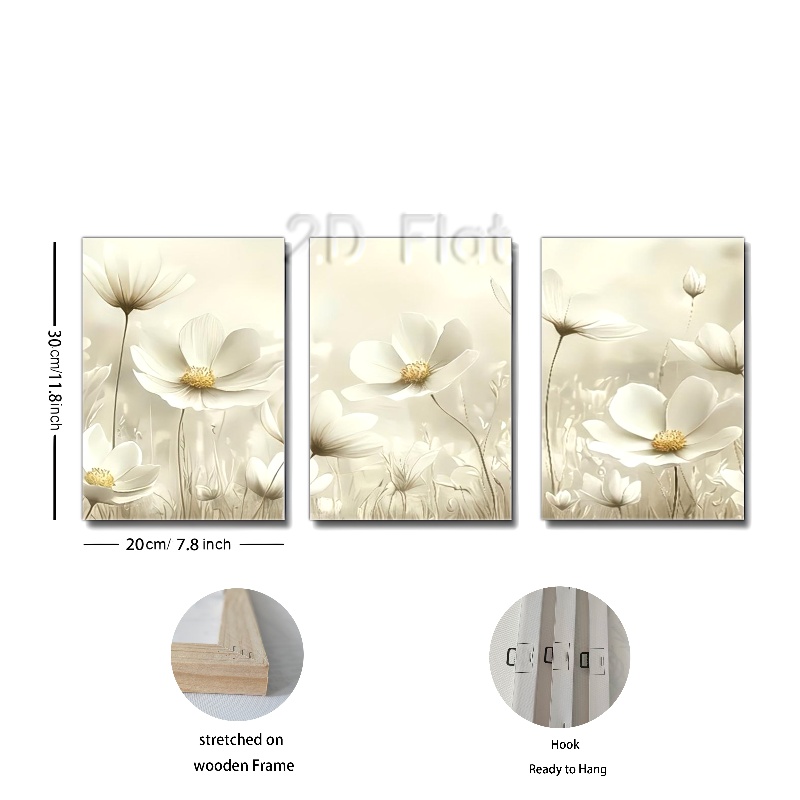 2D Flat
30cm/11.8inch
20cm/ 7.8 inch
stretched on
wooden Frame
Hook
Ready to Hang